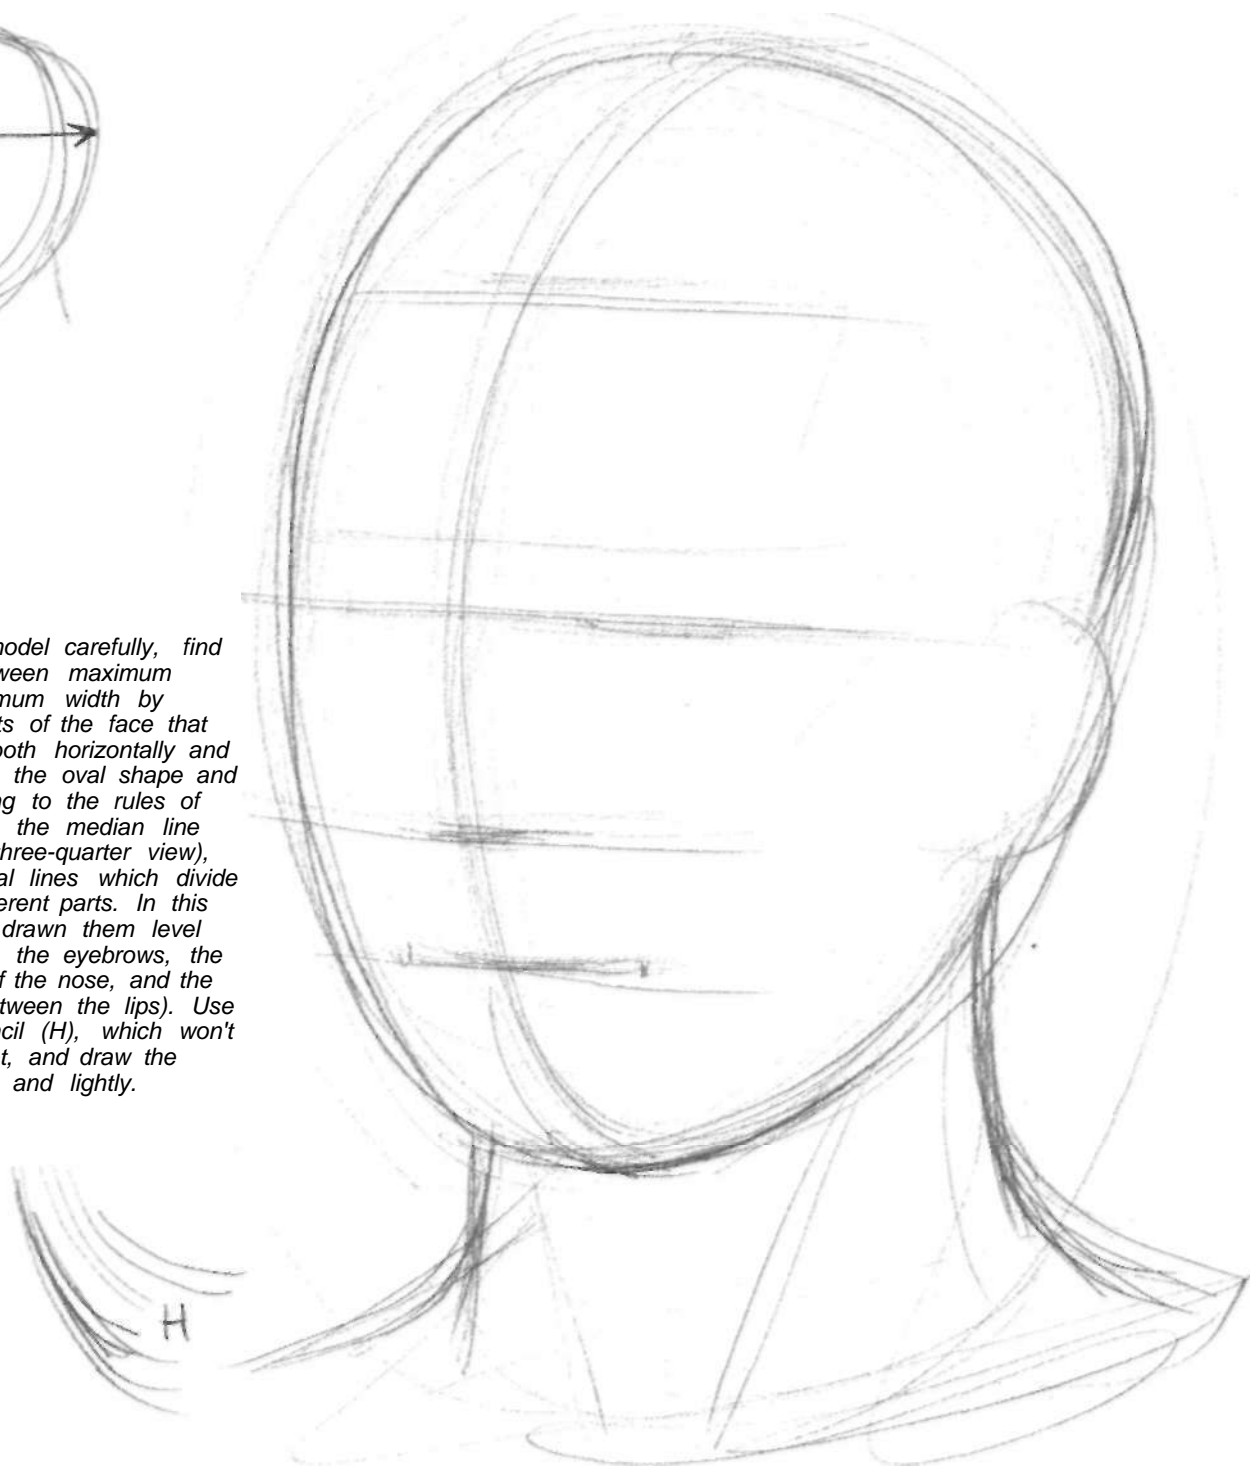 model carefully, find
ween maximum
mum width by
ts of the face that
both horizontally and
the oval shape and
ng to the rules of
the median line
three-quarter view),
al lines which divide
erent parts. In this
drawn them level
the eyebrows, the
f the nose, and the
tween the lips). Use
cil (H), which won't
t, and draw the
and lightly.
H